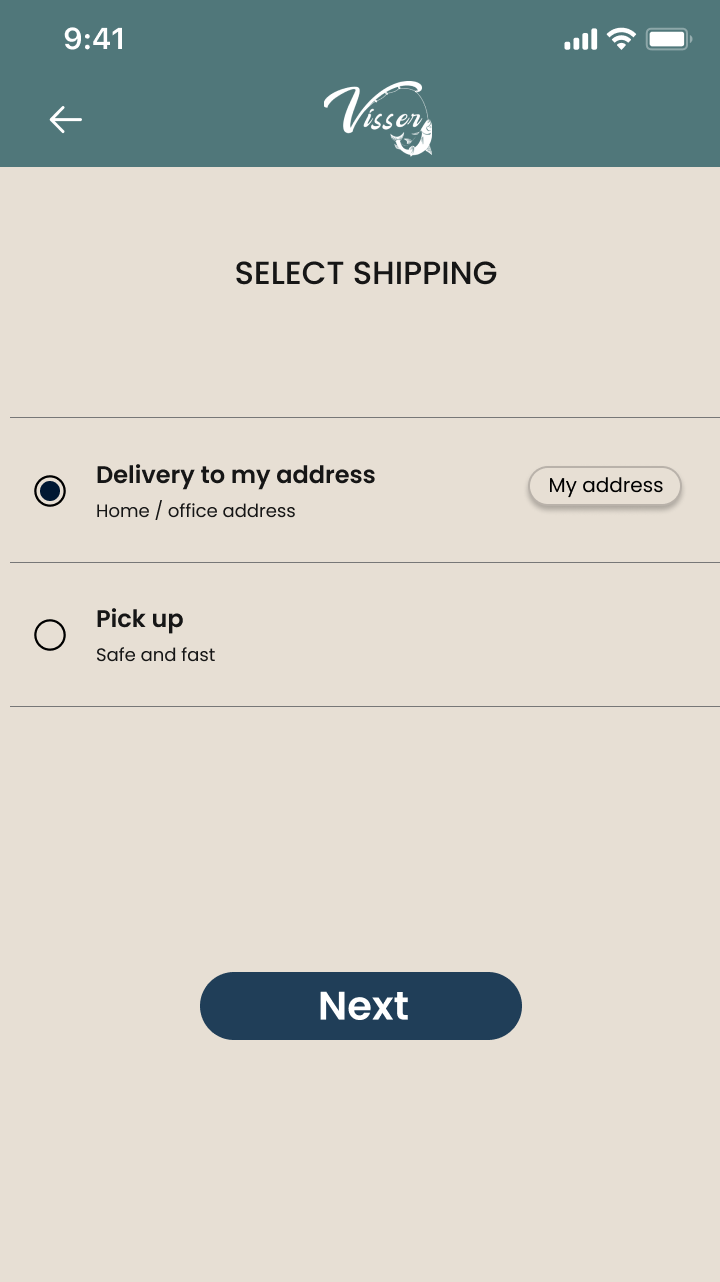 9:41
Visser
SELECT SHIPPING
Delivery to my address
Home / office address
My address
Pick up
Safe and fast
Next